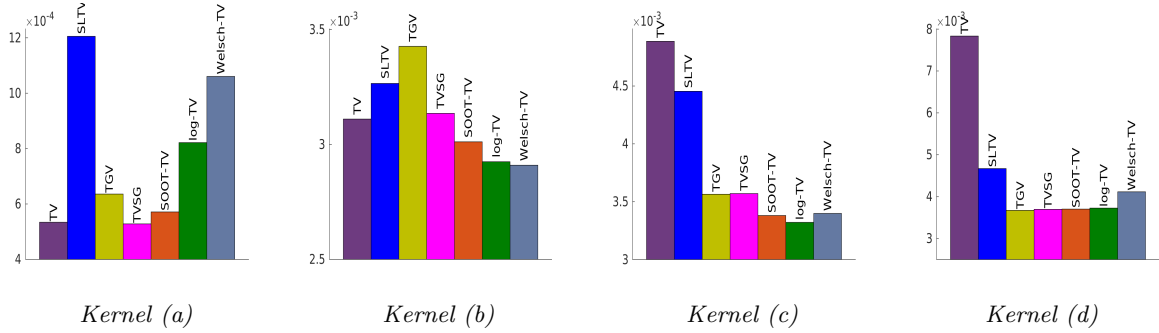 ×10⁻⁴
12
10
8
6
4
TV
SLTV
TGV
TVSG
SOOT-TV
log-TV
Welsch-TV
Kernel (a)
×10⁻³
3.5
3
2.5
TV
SLTV
TGV
TVSG
SOOT-TV
log-TV
Welsch-TV
Kernel (b)
×10⁻³
4.5
4
3.5
3
TV
SLTV
TGV
TVSG
SOOT-TV
log-TV
Welsch-TV
Kernel (c)
×10⁻³
8
7
6
5
4
3
TV
SLTV
TGV
TVSG
SOOT-TV
log-TV
Welsch-TV
Kernel (d)